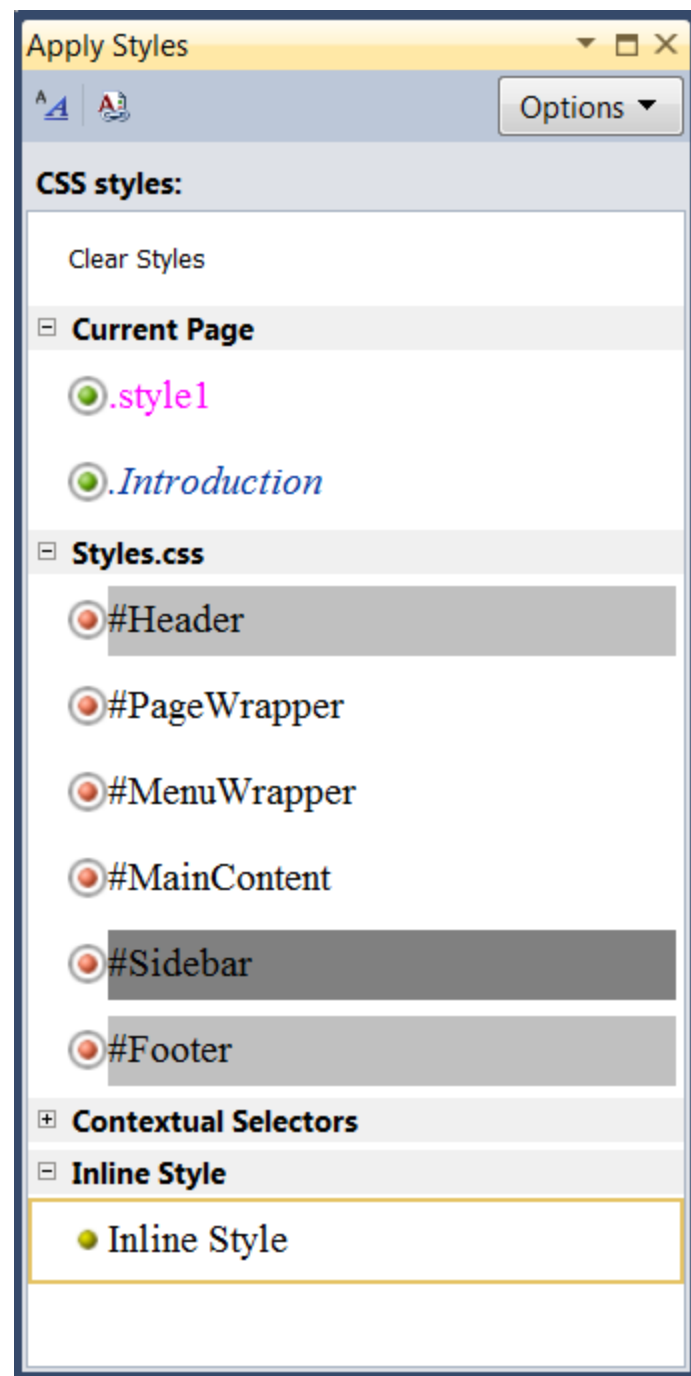 Apply Styles
Options
CSS styles:
Clear Styles
Current Page
.style1
.Introduction
Styles.css
#Header
#PageWrapper
#MenuWrapper
#MainContent
#Sidebar
#Footer
Contextual Selectors
Inline Style
Inline Style